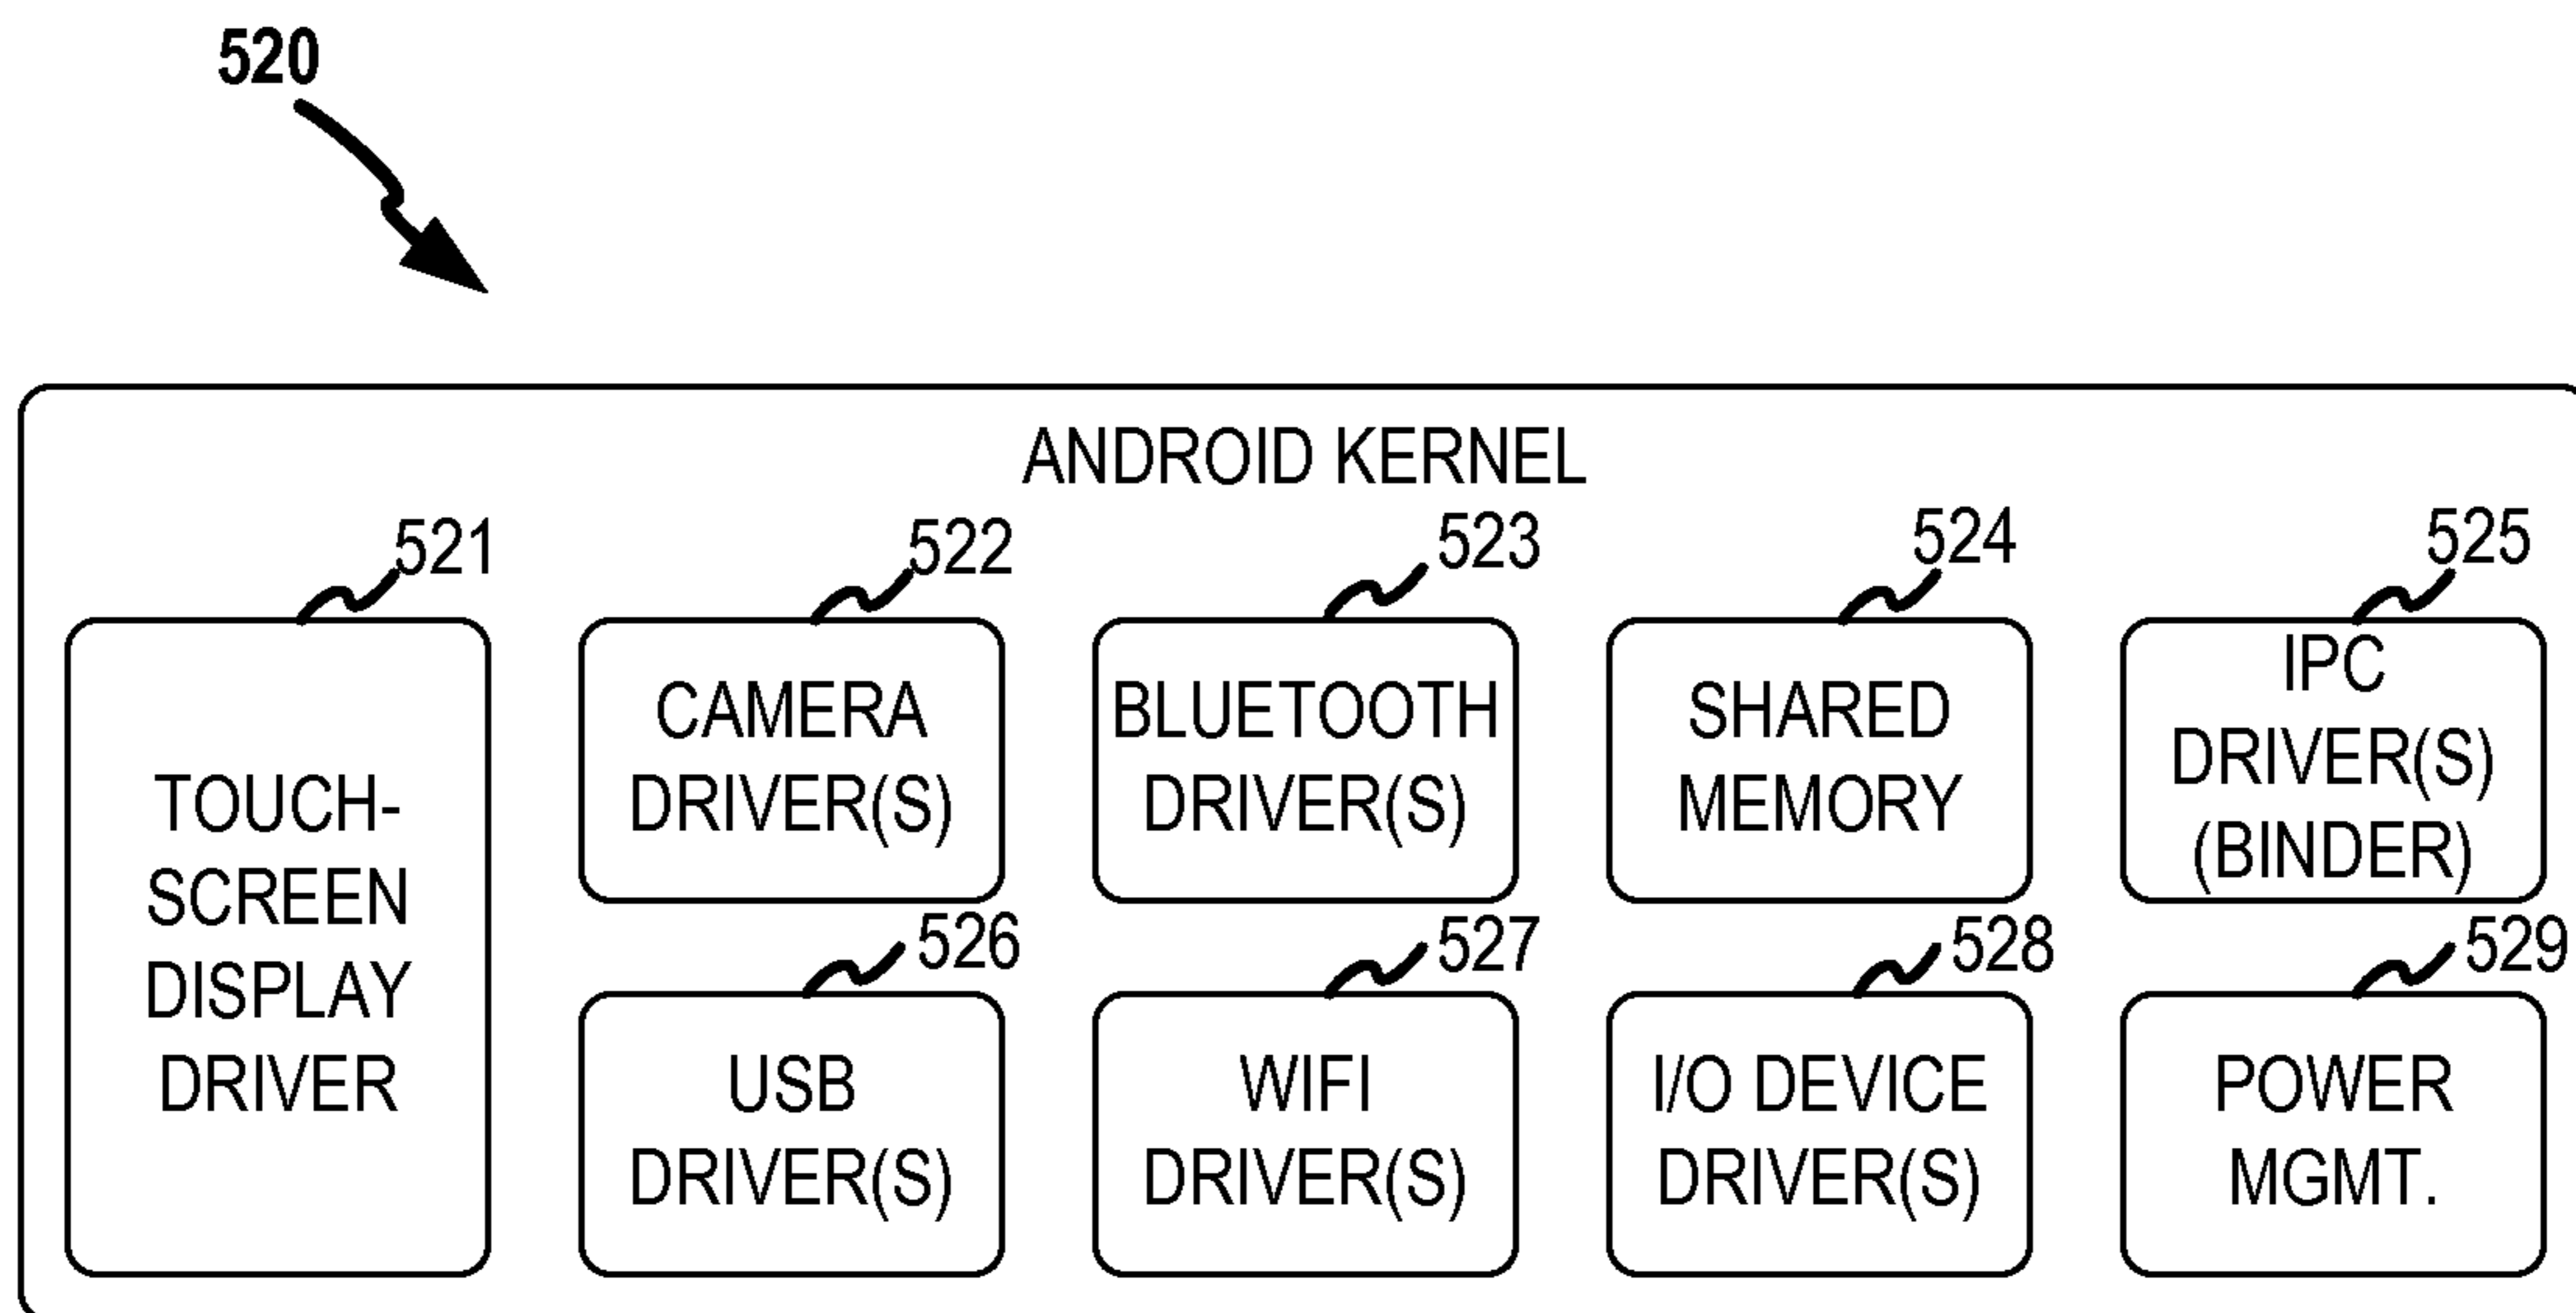 520
ANDROID KERNEL
521
TOUCH-
SCREEN
DISPLAY
DRIVER
522
CAMERA
DRIVER(S)
523
BLUETOOTH
DRIVER(S)
524
SHARED
MEMORY
525
IPC
DRIVER(S)
(BINDER)
526
USB
DRIVER(S)
527
WIFI
DRIVER(S)
528
I/O DEVICE
DRIVER(S)
529
POWER
MGMT.